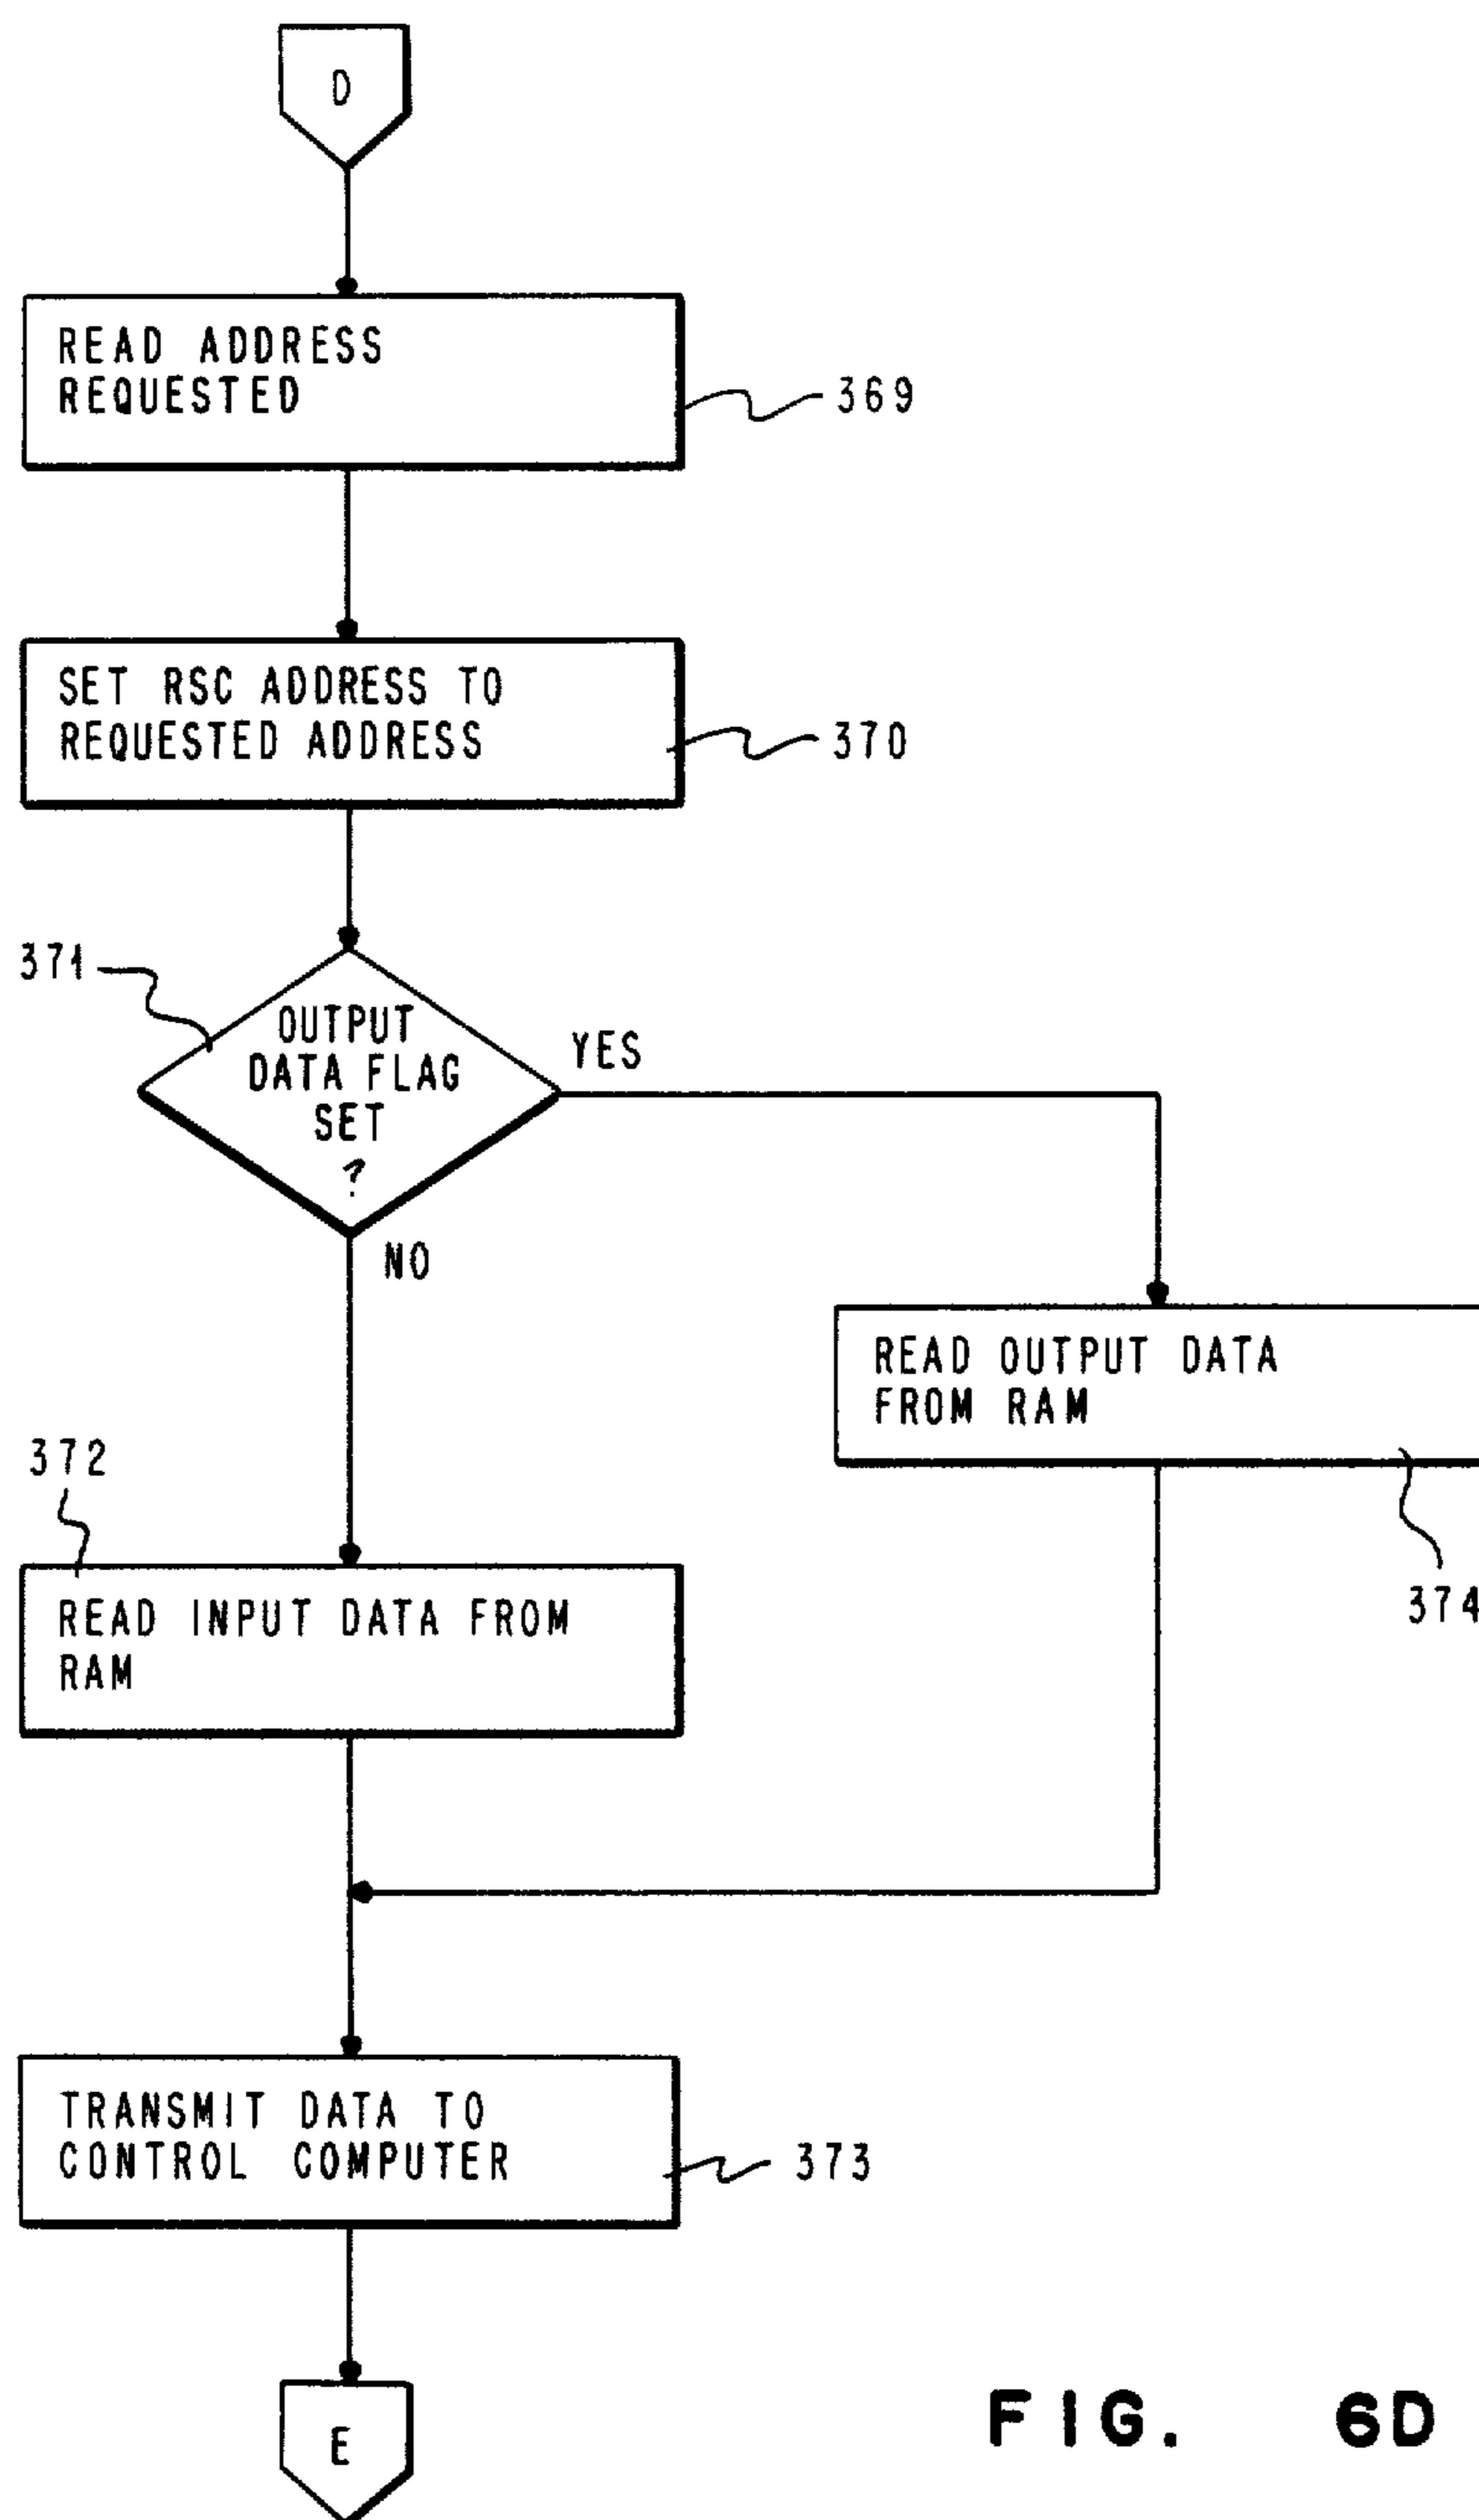 D
READ ADDRESS
REQUESTED
369
SET RSC ADDRESS TO
REQUESTED ADDRESS
370
371
OUTPUT
DATA FLAG
SET
?
YES
NO
READ OUTPUT DATA
FROM RAM
374
372
READ INPUT DATA FROM
RAM
TRANSMIT DATA TO
CONTROL COMPUTER
373
E
FIG. 6D